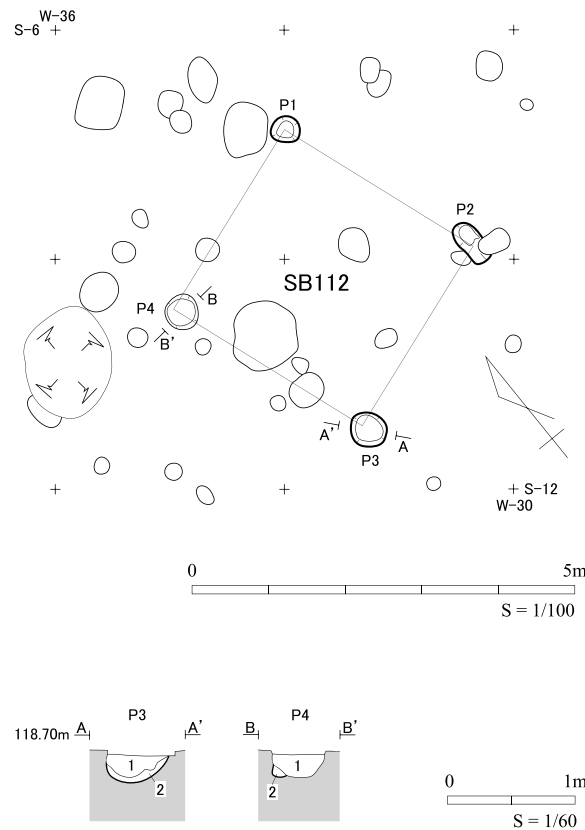 W-36
S-6
P1
P2
SB112
P4
B
B'
A'
A
P3
S-12
W-30
0 5m
S = 1/100
P3 P4
118.70m A A' B B'
1 1
2 2
0 1m
S = 1/60